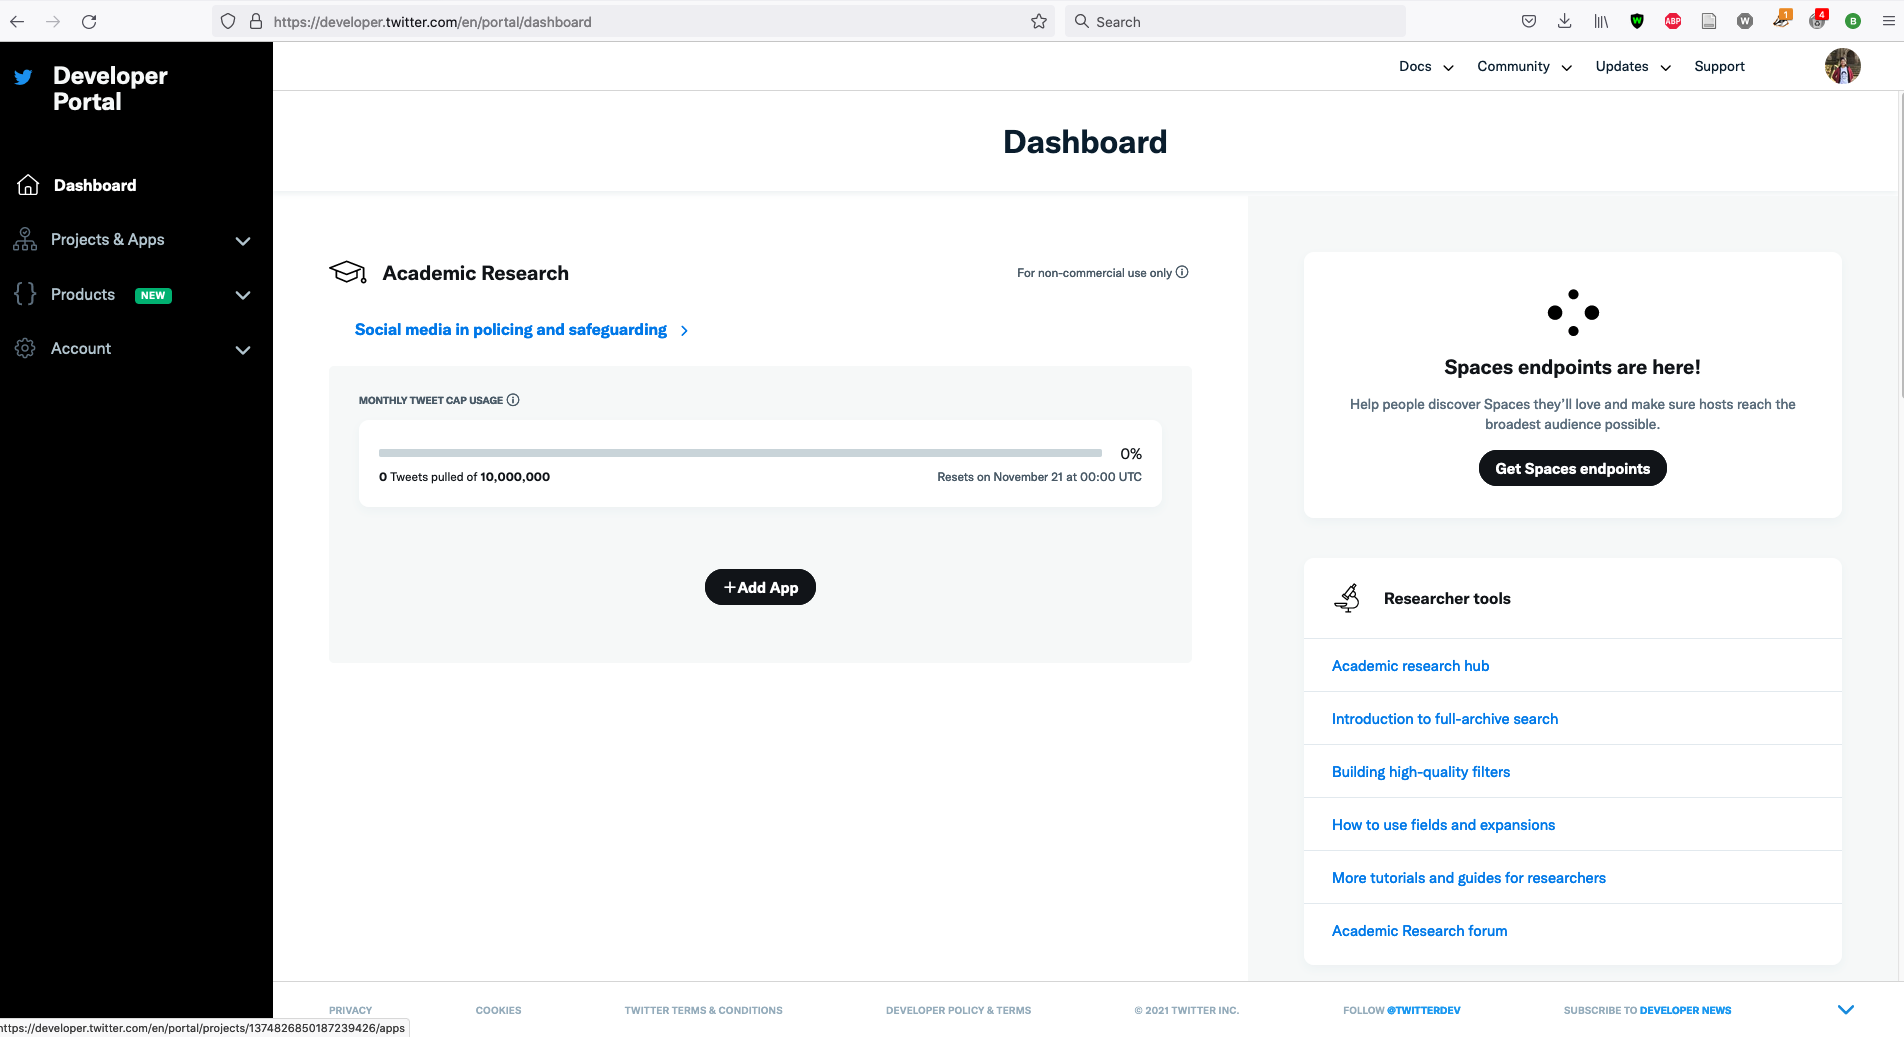 https://developer.twitter.com/en/portal/dashboard
Search
1
4
W
ABP
W
B
Developer
Portal
Docs
Community
Updates
Support
Dashboard
Dashboard
Projects & Apps
Products
NEW
Account
Academic Research
For non-commercial use only
Social media in policing and safeguarding
MONTHLY TWEET CAP USAGE
0%
0 Tweets pulled of 10,000,000
Resets on November 21 at 00:00 UTC
+Add App
Spaces endpoints are here!
Help people discover Spaces they’ll love and make sure hosts reach the
broadest audience possible.
Get Spaces endpoints
Researcher tools
Academic research hub
Introduction to full-archive search
Building high-quality filters
How to use fields and expansions
More tutorials and guides for researchers
Academic Research forum
PRIVACY
COOKIES
TWITTER TERMS & CONDITIONS
DEVELOPER POLICY & TERMS
© 2021 TWITTER INC.
FOLLOW @TWITTERDEV
SUBSCRIBE TO DEVELOPER NEWS
https://developer.twitter.com/en/portal/projects/1374826850187239426/apps